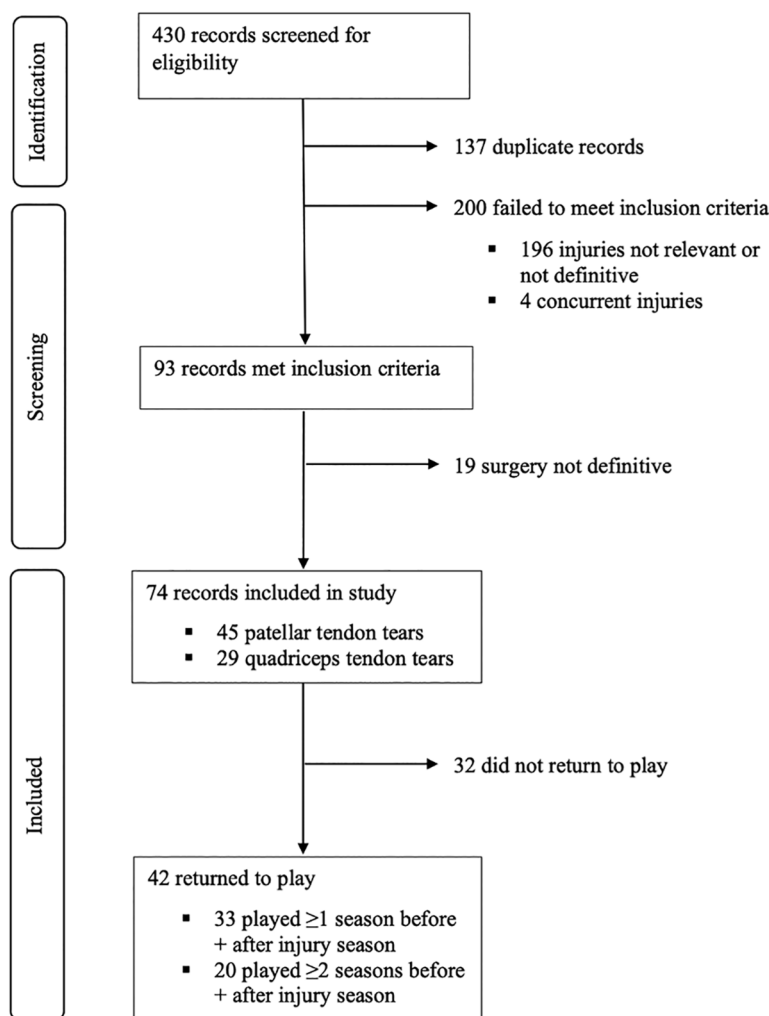 Identification
430 records screened for
eligibility
137 duplicate records
200 failed to meet inclusion criteria
▪ 196 injuries not relevant or
not definitive
▪ 4 concurrent injuries
Screening
93 records met inclusion criteria
19 surgery not definitive
74 records included in study
▪ 45 patellar tendon tears
▪ 29 quadriceps tendon tears
Included
32 did not return to play
42 returned to play
▪ 33 played ≥1 season before
+ after injury season
▪ 20 played ≥2 seasons before
+ after injury season